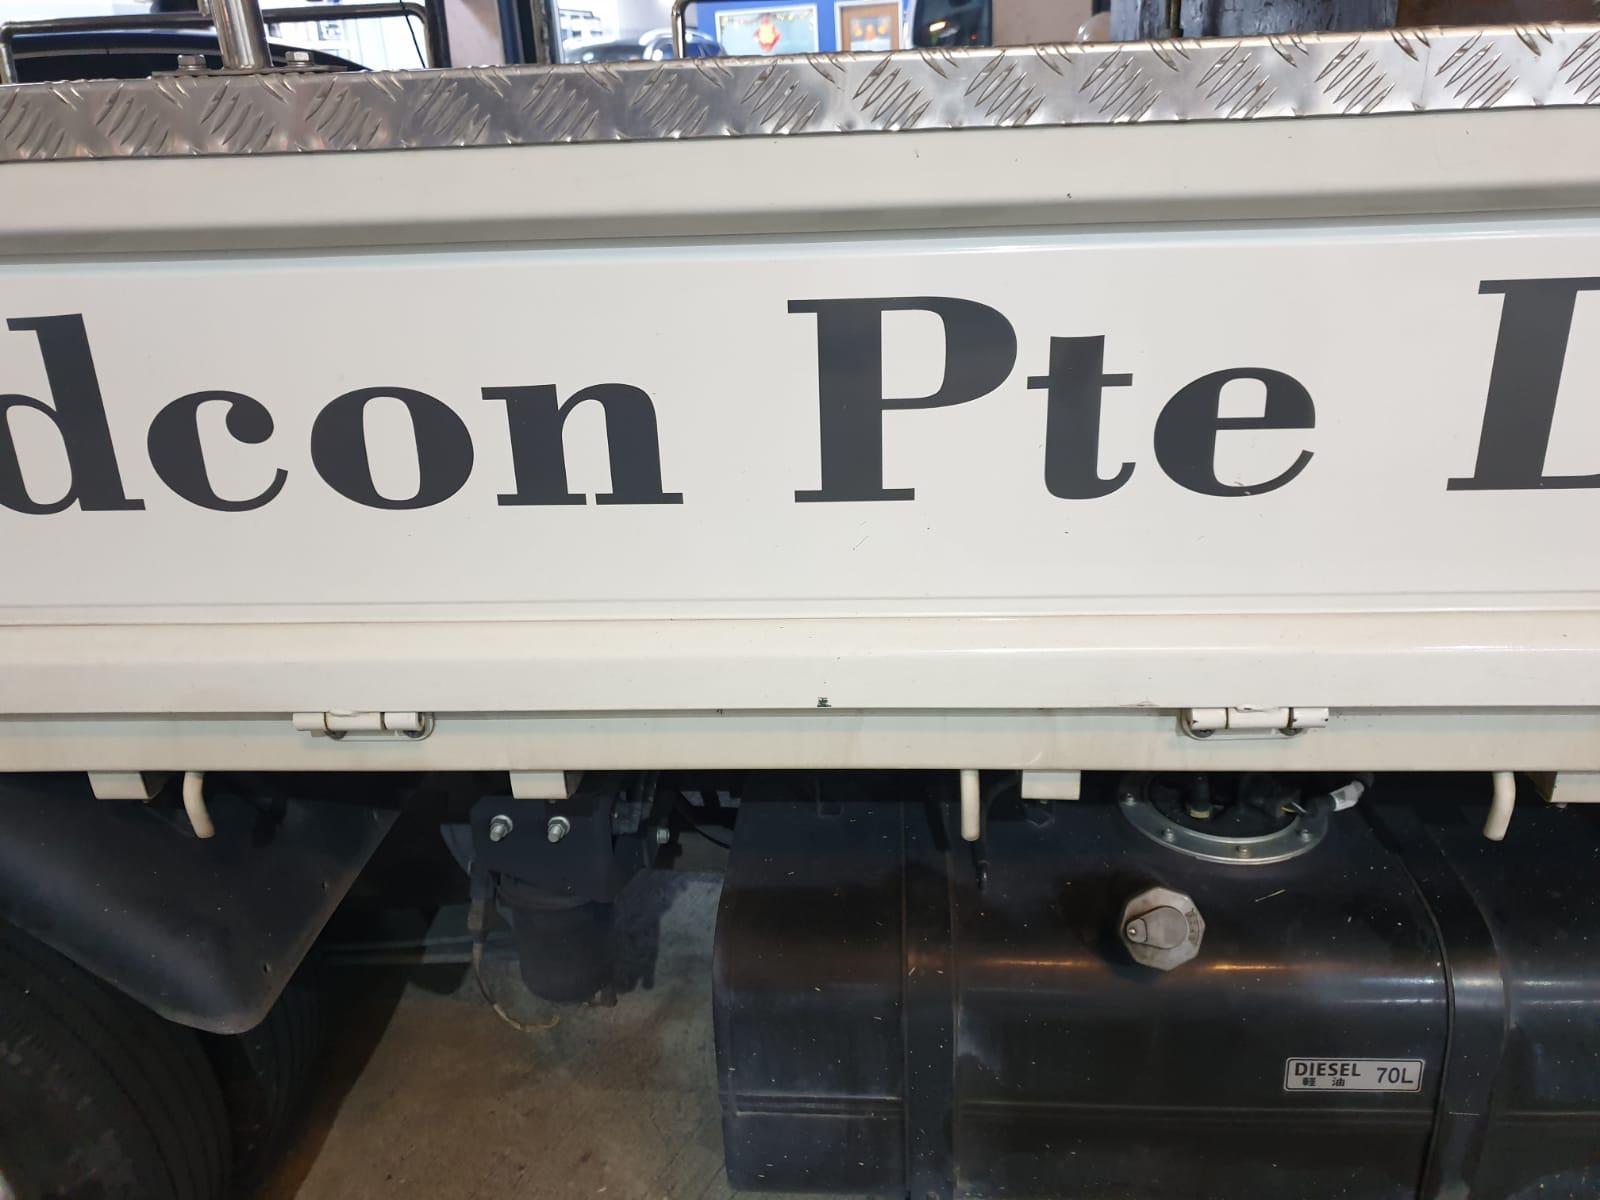 dcon Pte L
DIESEL 70L
軽 油